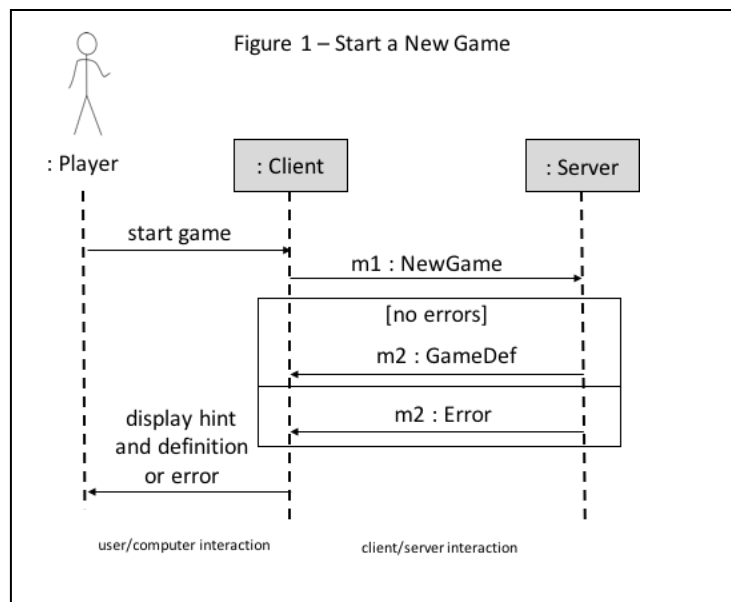 Figure 1 – Start a New Game
: Player
: Client
: Server
start game
m1 : NewGame
[no errors]
m2 : GameDef
m2 : Error
display hint
and definition
or error
user/computer interaction
client/server interaction